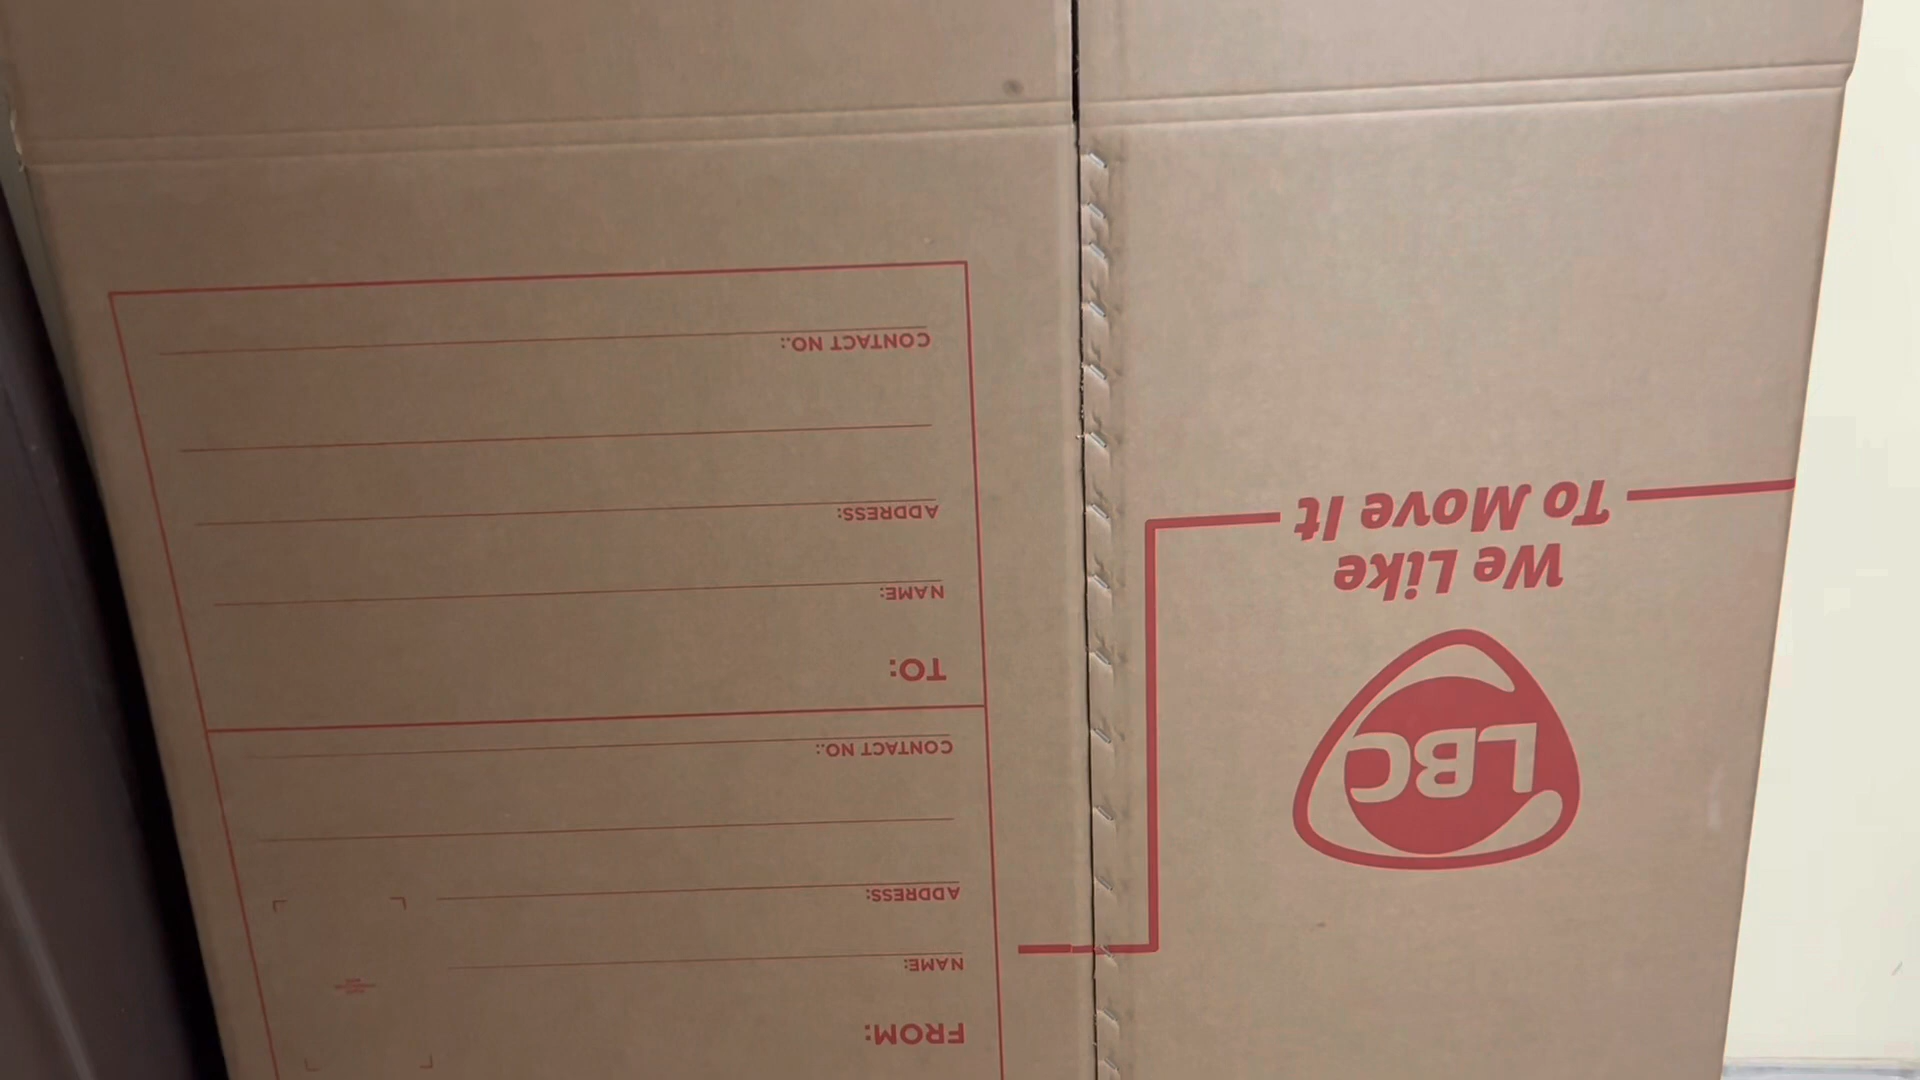 FROM:
NAME:
ADDRESS:
CONTACT NO.:
TO:
NAME:
ADDRESS:
CONTACT NO.:
LBC
We Like
To Move It